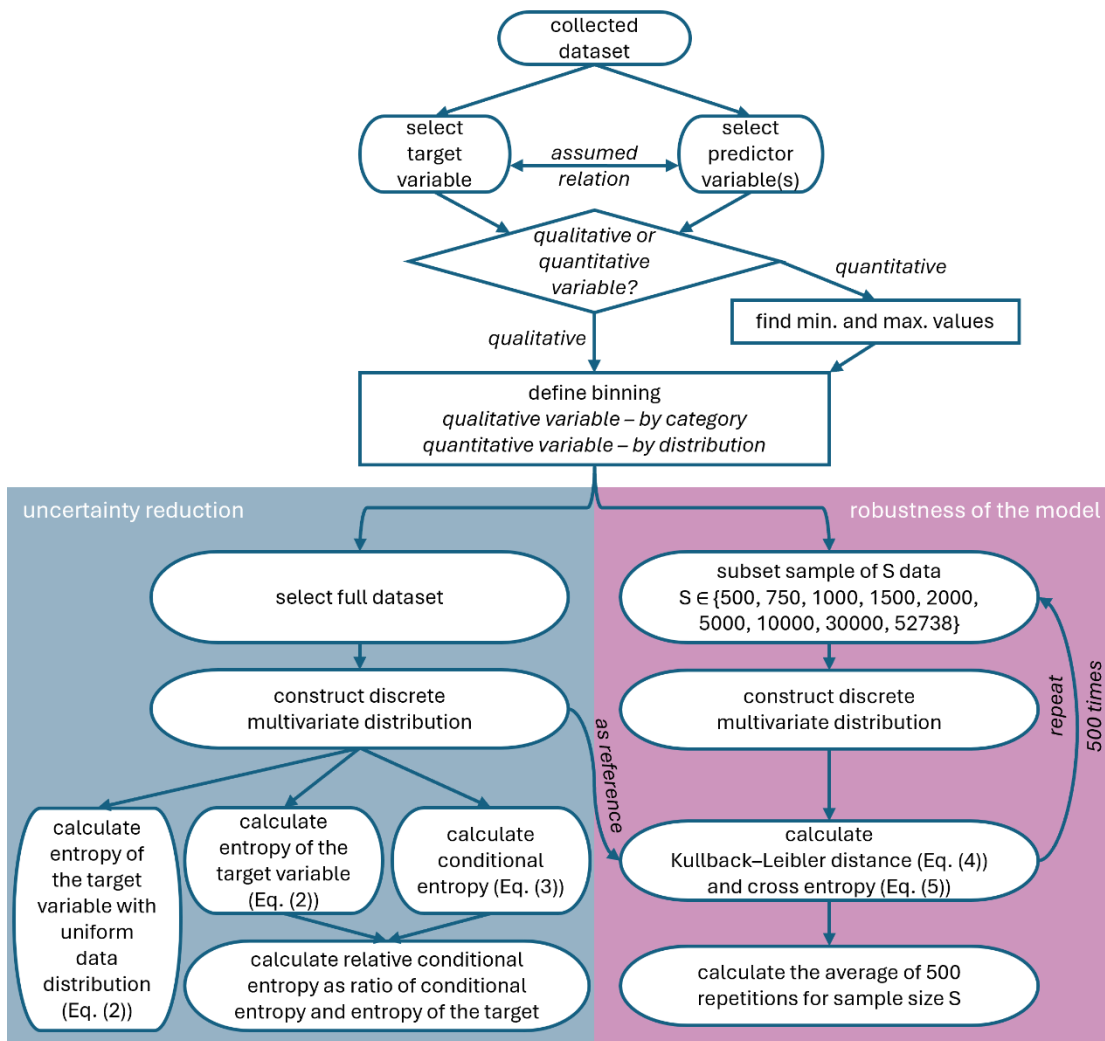 collected
dataset
select
target
variable
assumed
relation
select
predictor
variable(s)
qualitative or
quantitative
variable?
quantitative
find min. and max. values
qualitative
define binning
qualitative variable – by category
quantitative variable – by distribution
uncertainty reduction
robustness of the model
select full dataset
subset sample of S data
S ∈ {500, 750, 1000, 1500, 2000,
5000, 10000, 30000, 52738}
construct discrete
multivariate distribution
as reference
construct discrete
multivariate distribution
repeat
500 times
calculate
entropy of
the target
variable with
uniform
data
distribution
(Eq. (2))
calculate
entropy of the
target variable
(Eq. (2))
calculate
conditional
entropy (Eq. (3))
calculate
Kullback–Leibler distance (Eq. (4))
and cross entropy (Eq. (5))
calculate relative conditional
entropy as ratio of conditional
entropy and entropy of the target
calculate the average of 500
repetitions for sample size S